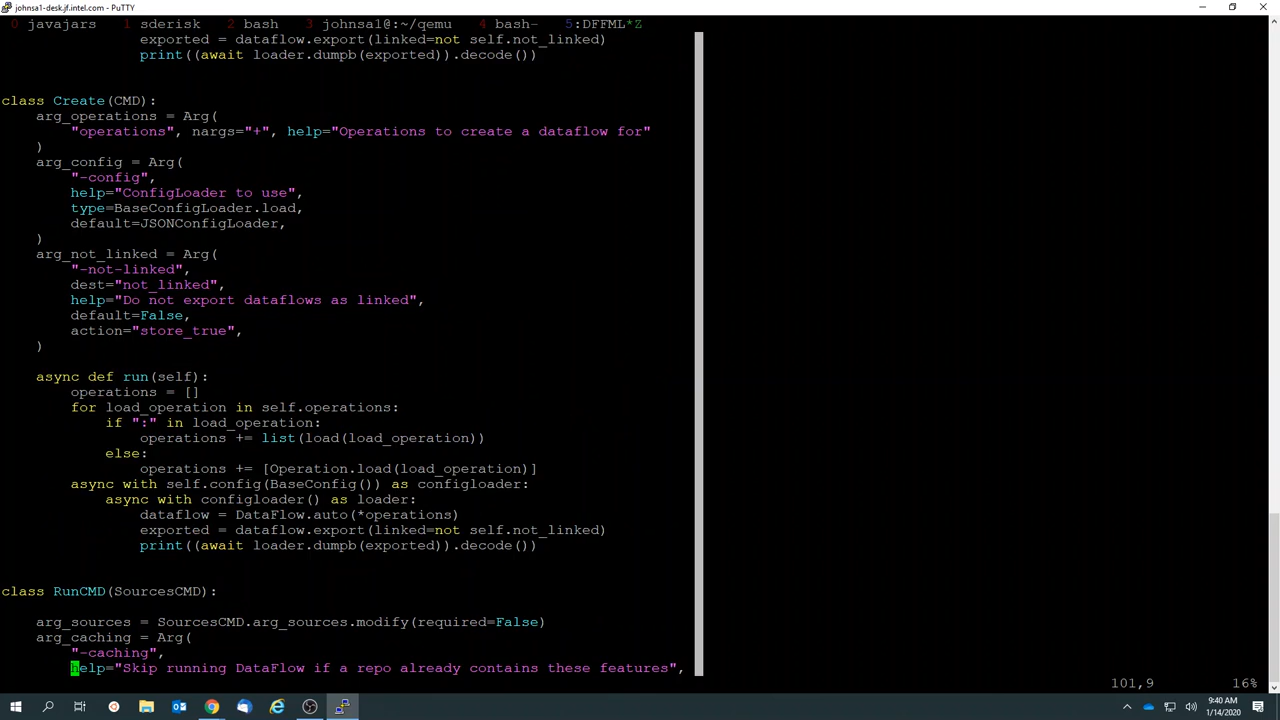 johnsa1-desk.jf.intel.com - PuTTY
0 javajars 1 sderisk 2 bash 3 johnsa1@:~/qemu 4 bash- 5:DFFML*Z
exported = dataflow.export(linked=not self.not_linked)
print((await loader.dumpb(exported)).decode())
class Create(CMD):
arg_operations = Arg(
"operations", nargs="+", help="Operations to create a dataflow for"
)
arg_config = Arg(
"-config",
help="ConfigLoader to use",
type=BaseConfigLoader.load,
default=JSONConfigLoader,
)
arg_not_linked = Arg(
"-not-linked",
dest="not_linked",
help="Do not export dataflows as linked",
default=False,
action="store_true",
)
async def run(self):
operations = []
for load_operation in self.operations:
if ":" in load_operation:
operations += list(load(load_operation))
else:
operations += [Operation.load(load_operation)]
async with self.config(BaseConfig()) as configloader:
async with configloader() as loader:
dataflow = DataFlow.auto(*operations)
exported = dataflow.export(linked=not self.not_linked)
print((await loader.dumpb(exported)).decode())
class RunCMD(SourcesCMD):
arg_sources = SourcesCMD.arg_sources.modify(required=False)
arg_caching = Arg(
"-caching",
help="Skip running DataFlow if a repo already contains these features",
101,9 16%
9:40 AM
1/14/2020